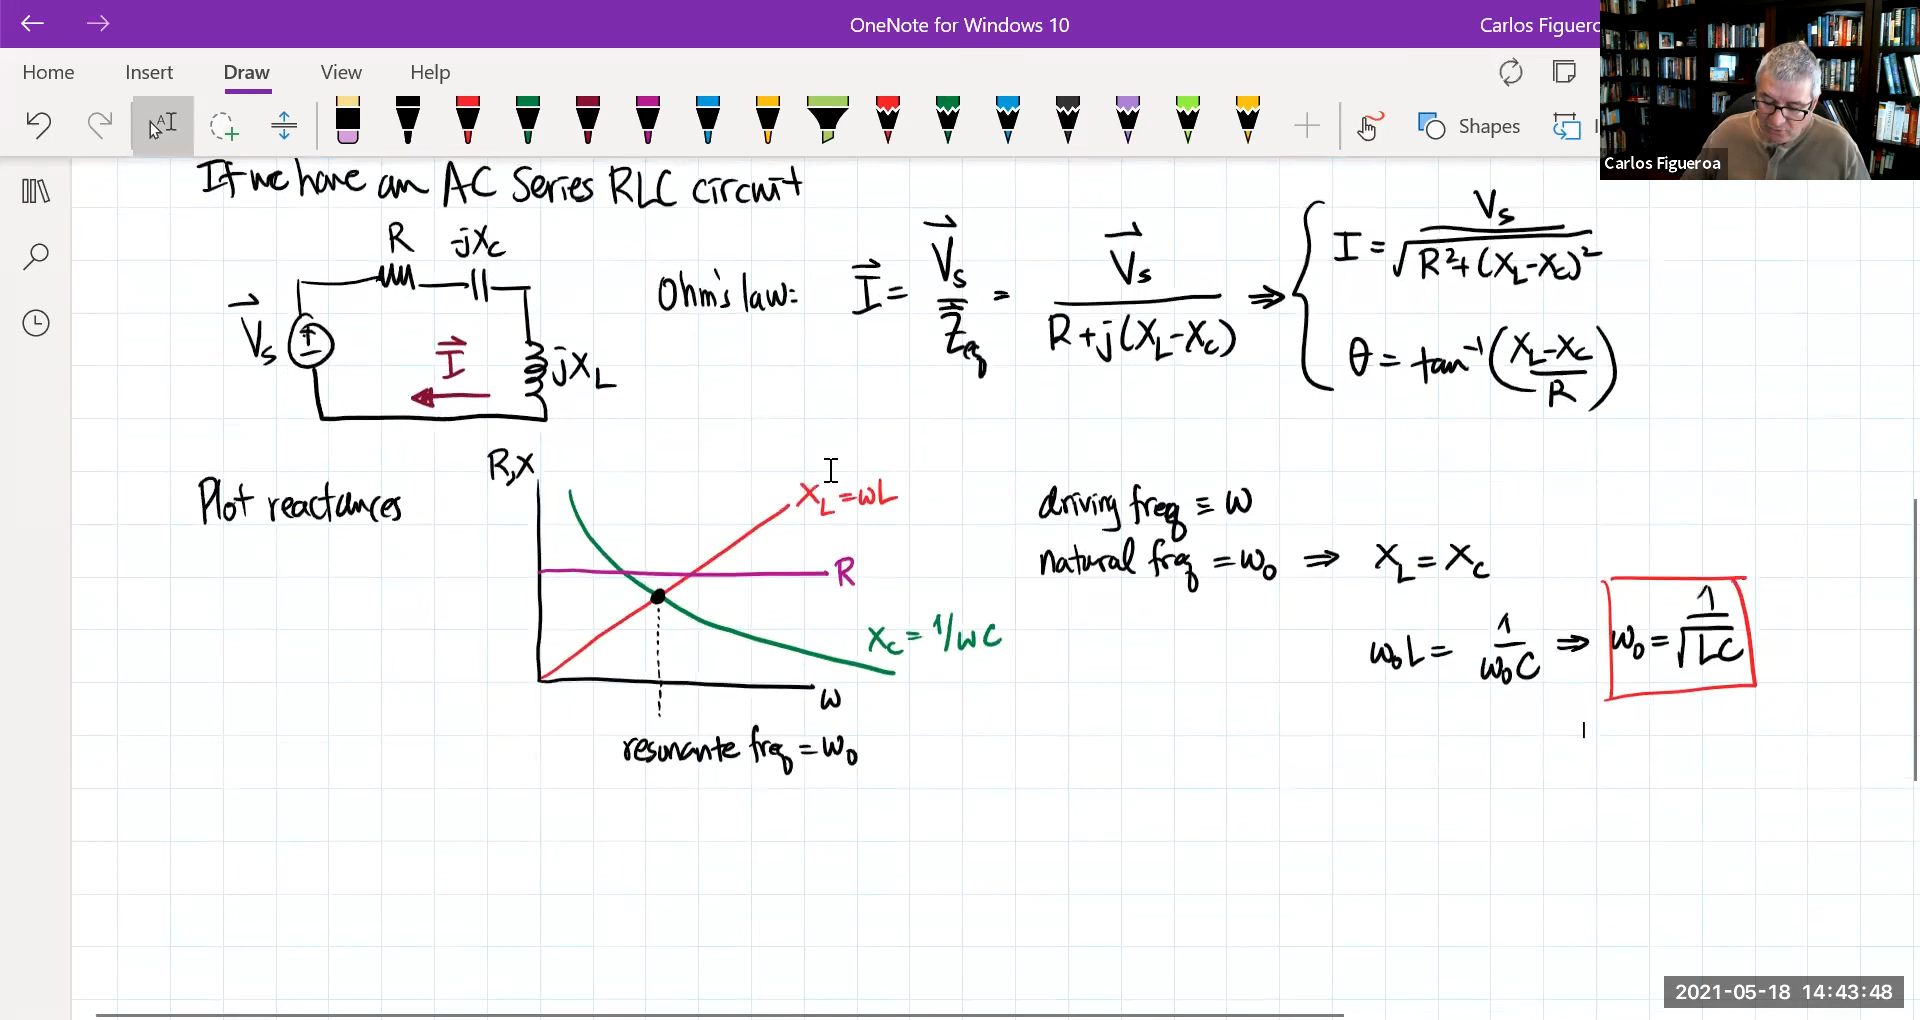 OneNote for Windows 10
Carlos Figuero
Home Insert Draw View Help
Shapes
Carlos Figueroa
If we have an AC Series RLC circuit
R -jXc
Vs
I
jXL
Ohm's law: I = Vs/Zeq = Vs/(R+j(XL-Xc)) ⇒
I = Vs/√(R²+(XL-Xc)²)
θ = tan⁻¹((XL-Xc)/R)
Plot reactances
R,X
XL=ωL
R
Xc = 1/ωC
ω
resonante freq = ω₀
driving freq ≡ ω
natural freq = ω₀ ⇒ XL = Xc
ω₀L = 1/(ω₀C) ⇒ ω₀ = 1/√(LC)
2021-05-18 14:43:48